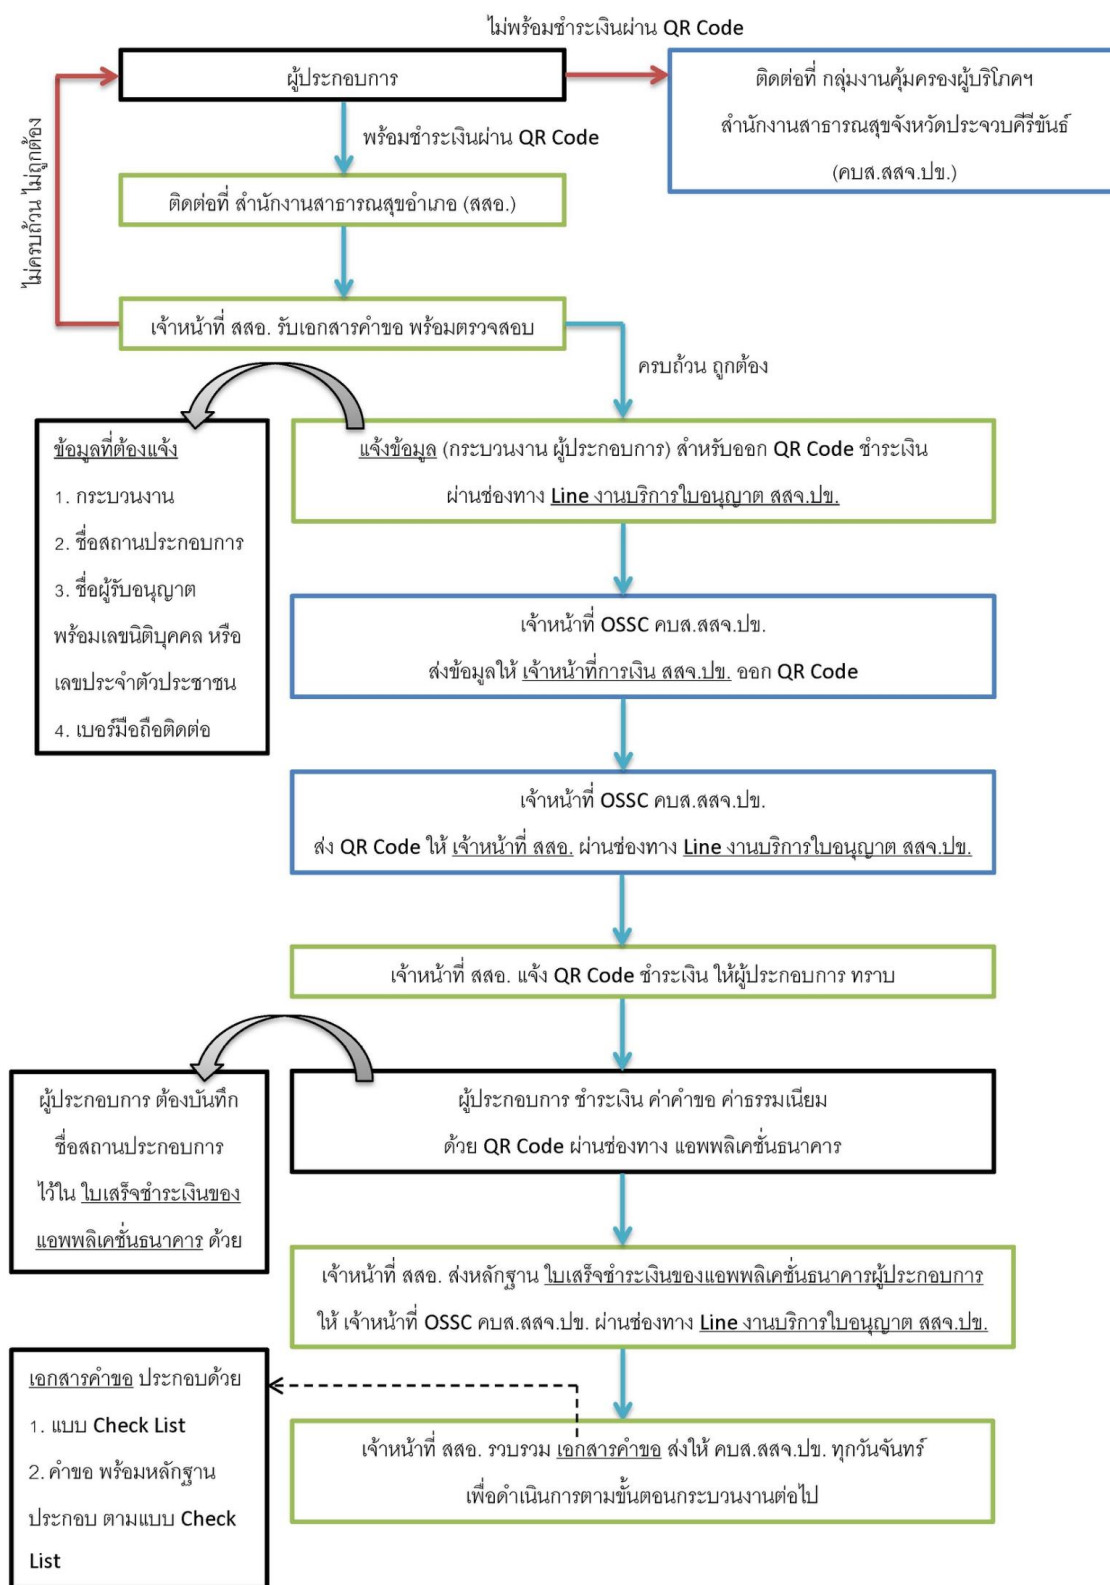 ไม่พร้อมชำระเงินผ่าน QR Code
ผู้ประกอบการ
ติดต่อที่ กลุ่มงานคุ้มครองผู้บริโภคฯ
สำนักงานสาธารณสุขจังหวัดประจวบคีรีขันธ์
(คบส.สสจ.ปข.)
พร้อมชำระเงินผ่าน QR Code
ไม่ครบถ้วน ไม่ถูกต้อง
ติดต่อที่ สำนักงานสาธารณสุขอำเภอ (สสอ.)
เจ้าหน้าที่ สสอ. รับเอกสารคำขอ พร้อมตรวจสอบ
ครบถ้วน ถูกต้อง
ข้อมูลที่ต้องแจ้ง
1. กระบวนงาน
2. ชื่อสถานประกอบการ
3. ชื่อผู้รับอนุญาต
พร้อมเลขนิติบุคคล หรือ
เลขประจำตัวประชาชน
4. เบอร์มือถือติดต่อ
แจ้งข้อมูล (กระบวนงาน ผู้ประกอบการ) สำหรับออก QR Code ชำระเงิน
ผ่านช่องทาง Line งานบริการใบอนุญาต สสจ.ปข.
เจ้าหน้าที่ OSSC คบส.สสจ.ปข.
ส่งข้อมูลให้ เจ้าหน้าที่การเงิน สสจ.ปข. ออก QR Code
เจ้าหน้าที่ OSSC คบส.สสจ.ปข.
ส่ง QR Code ให้ เจ้าหน้าที่ สสอ. ผ่านช่องทาง Line งานบริการใบอนุญาต สสจ.ปข.
เจ้าหน้าที่ สสอ. แจ้ง QR Code ชำระเงิน ให้ผู้ประกอบการ ทราบ
ผู้ประกอบการ ต้องบันทึก
ชื่อสถานประกอบการ
ไว้ใน ใบเสร็จชำระเงินของ
แอพพลิเคชั่นธนาคาร ด้วย
ผู้ประกอบการ ชำระเงิน ค่าคำขอ ค่าธรรมเนียม
ด้วย QR Code ผ่านช่องทาง แอพพลิเคชั่นธนาคาร
เจ้าหน้าที่ สสอ. ส่งหลักฐาน ใบเสร็จชำระเงินของแอพพลิเคชั่นธนาคารผู้ประกอบการ
ให้ เจ้าหน้าที่ OSSC คบส.สสจ.ปข. ผ่านช่องทาง Line งานบริการใบอนุญาต สสจ.ปข.
เอกสารคำขอ ประกอบด้วย
1. แบบ Check List
2. คำขอ พร้อมหลักฐาน
ประกอบ ตามแบบ Check
List
เจ้าหน้าที่ สสอ. รวบรวม เอกสารคำขอ ส่งให้ คบส.สสจ.ปข. ทุกวันจันทร์
เพื่อดำเนินการตามขั้นตอนกระบวนงานต่อไป